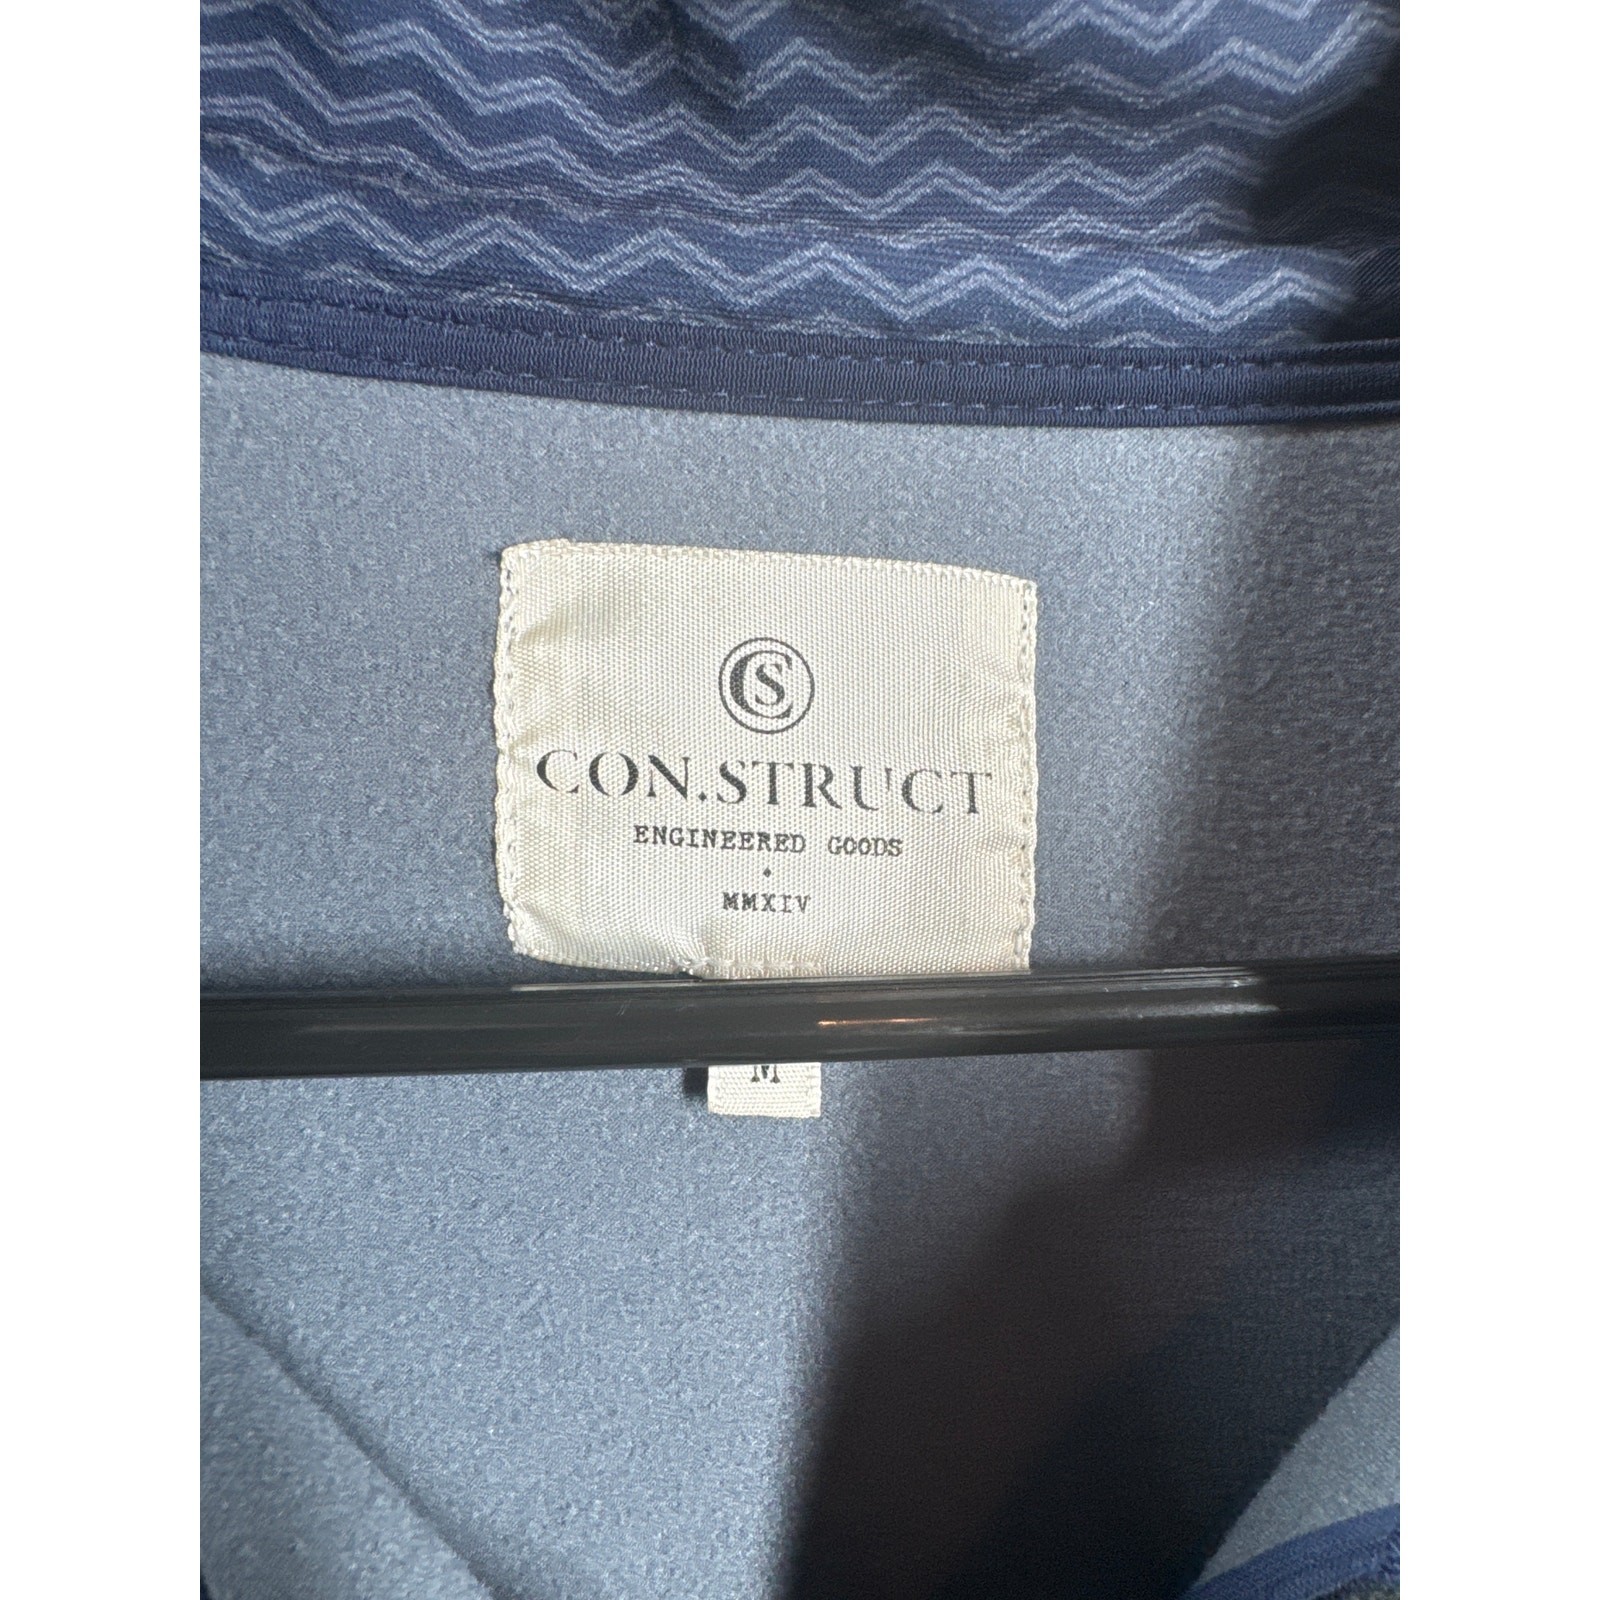 CS
CON.STRUCT
ENGINEERED GOODS
MMXIV
M